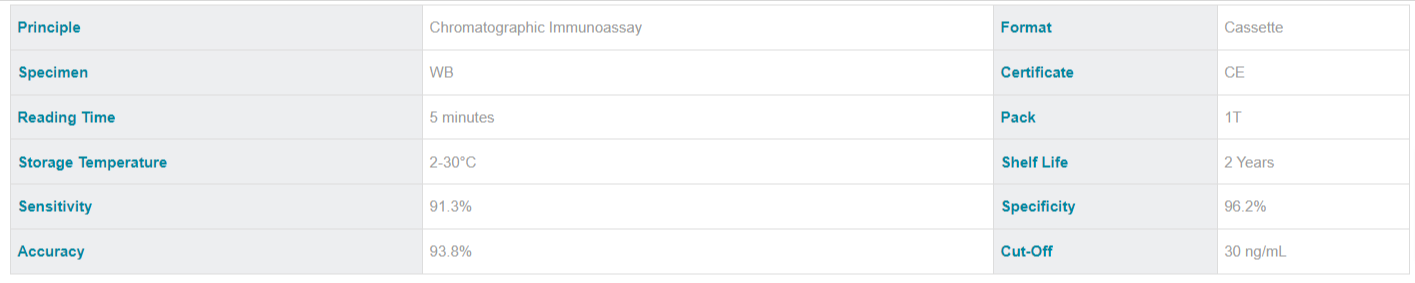 Principle Chromatographic Immunoassay Format Cassette
Specimen WB Certificate CE
Reading Time 5 minutes Pack 1T
Storage Temperature 2-30°C Shelf Life 2 Years
Sensitivity 91.3% Specificity 96.2%
Accuracy 93.8% Cut-Off 30 ng/mL